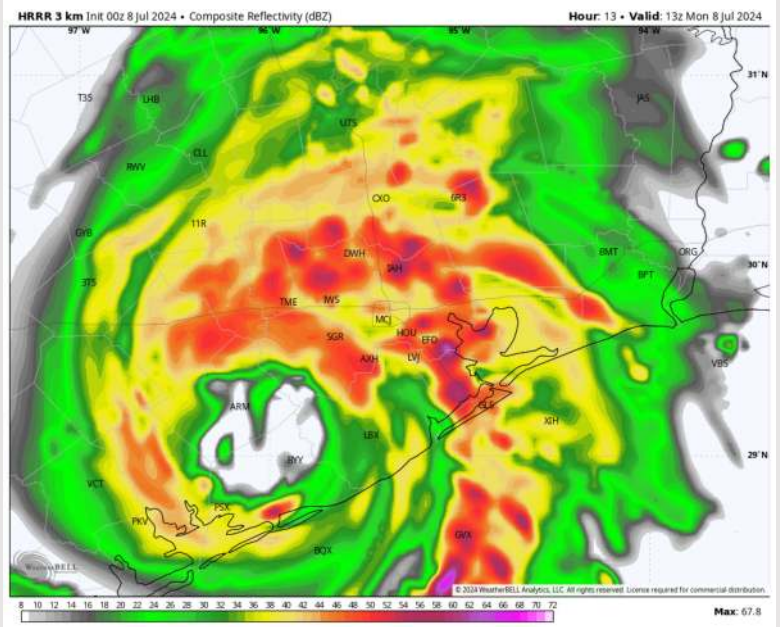 HRRR 3 km Init 00z 8 Jul 2024 • Composite Reflectivity (dBZ)
Hour: 13 • Valid: 13z Mon 8 Jul 2024
97°W 96°W 95°W 94°W
31°N
T35 LHB JAS
UTS
CLL
RWV
CXO 6R3
11R
GYB
DWH BMT ORG
30°N
IAH BPT
3T5
TME IWS
MCJ
HOU
SGR EFD
AXH LVJ VBS
ARM GLS
XIH
LBX
BYY 29°N
VCT
PSX
PKV
GVX
BQX
WeatherBELL
© 2024 WeatherBELL Analytics, LLC. All rights reserved. License required for commercial distribution.
8 10 12 14 16 18 20 22 24 26 28 30 32 34 36 38 40 42 44 46 48 50 52 54 56 58 60 62 64 66 68 70 72
Max: 67.8